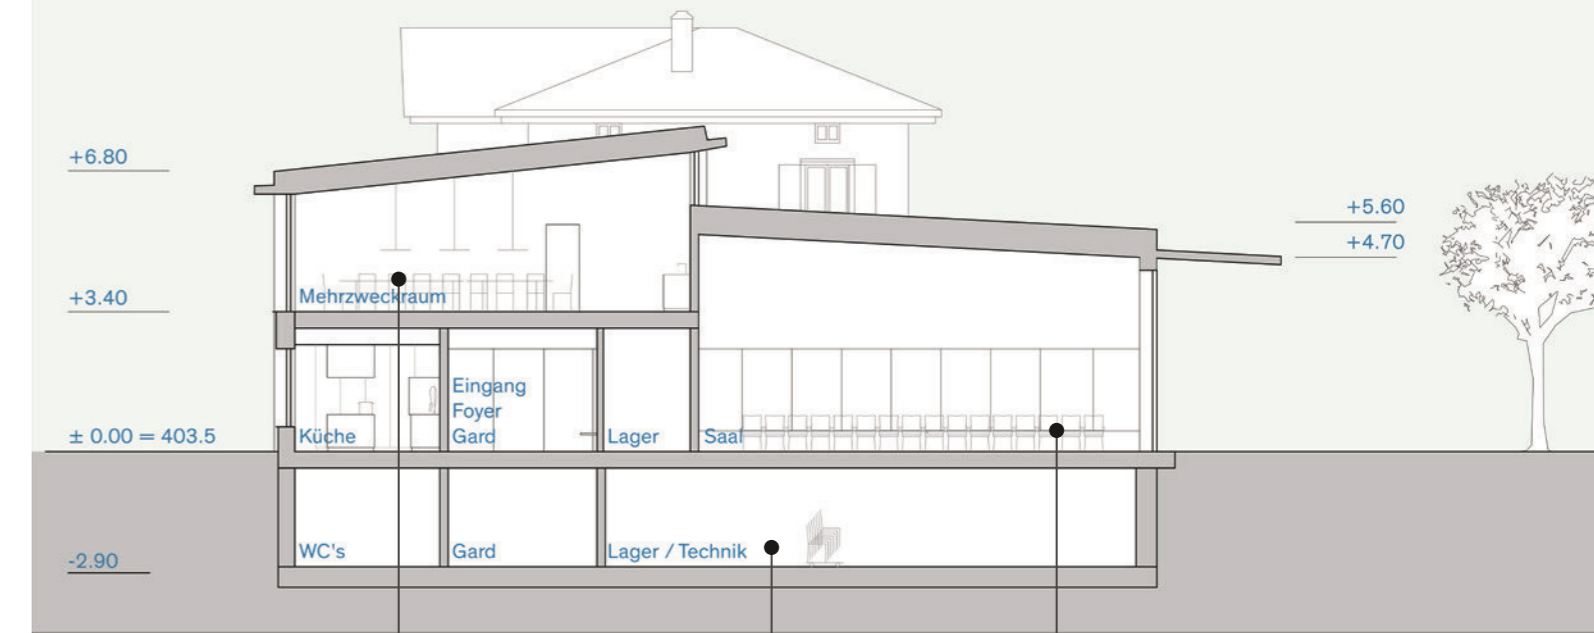 +6.80
+5.60
+4.70
+3.40
Mehrzweckraum
± 0.00 = 403.5
Küche
Eingang
Foyer
Gard
Lager
Saal
-2.90
WC's
Gard
Lager / Technik